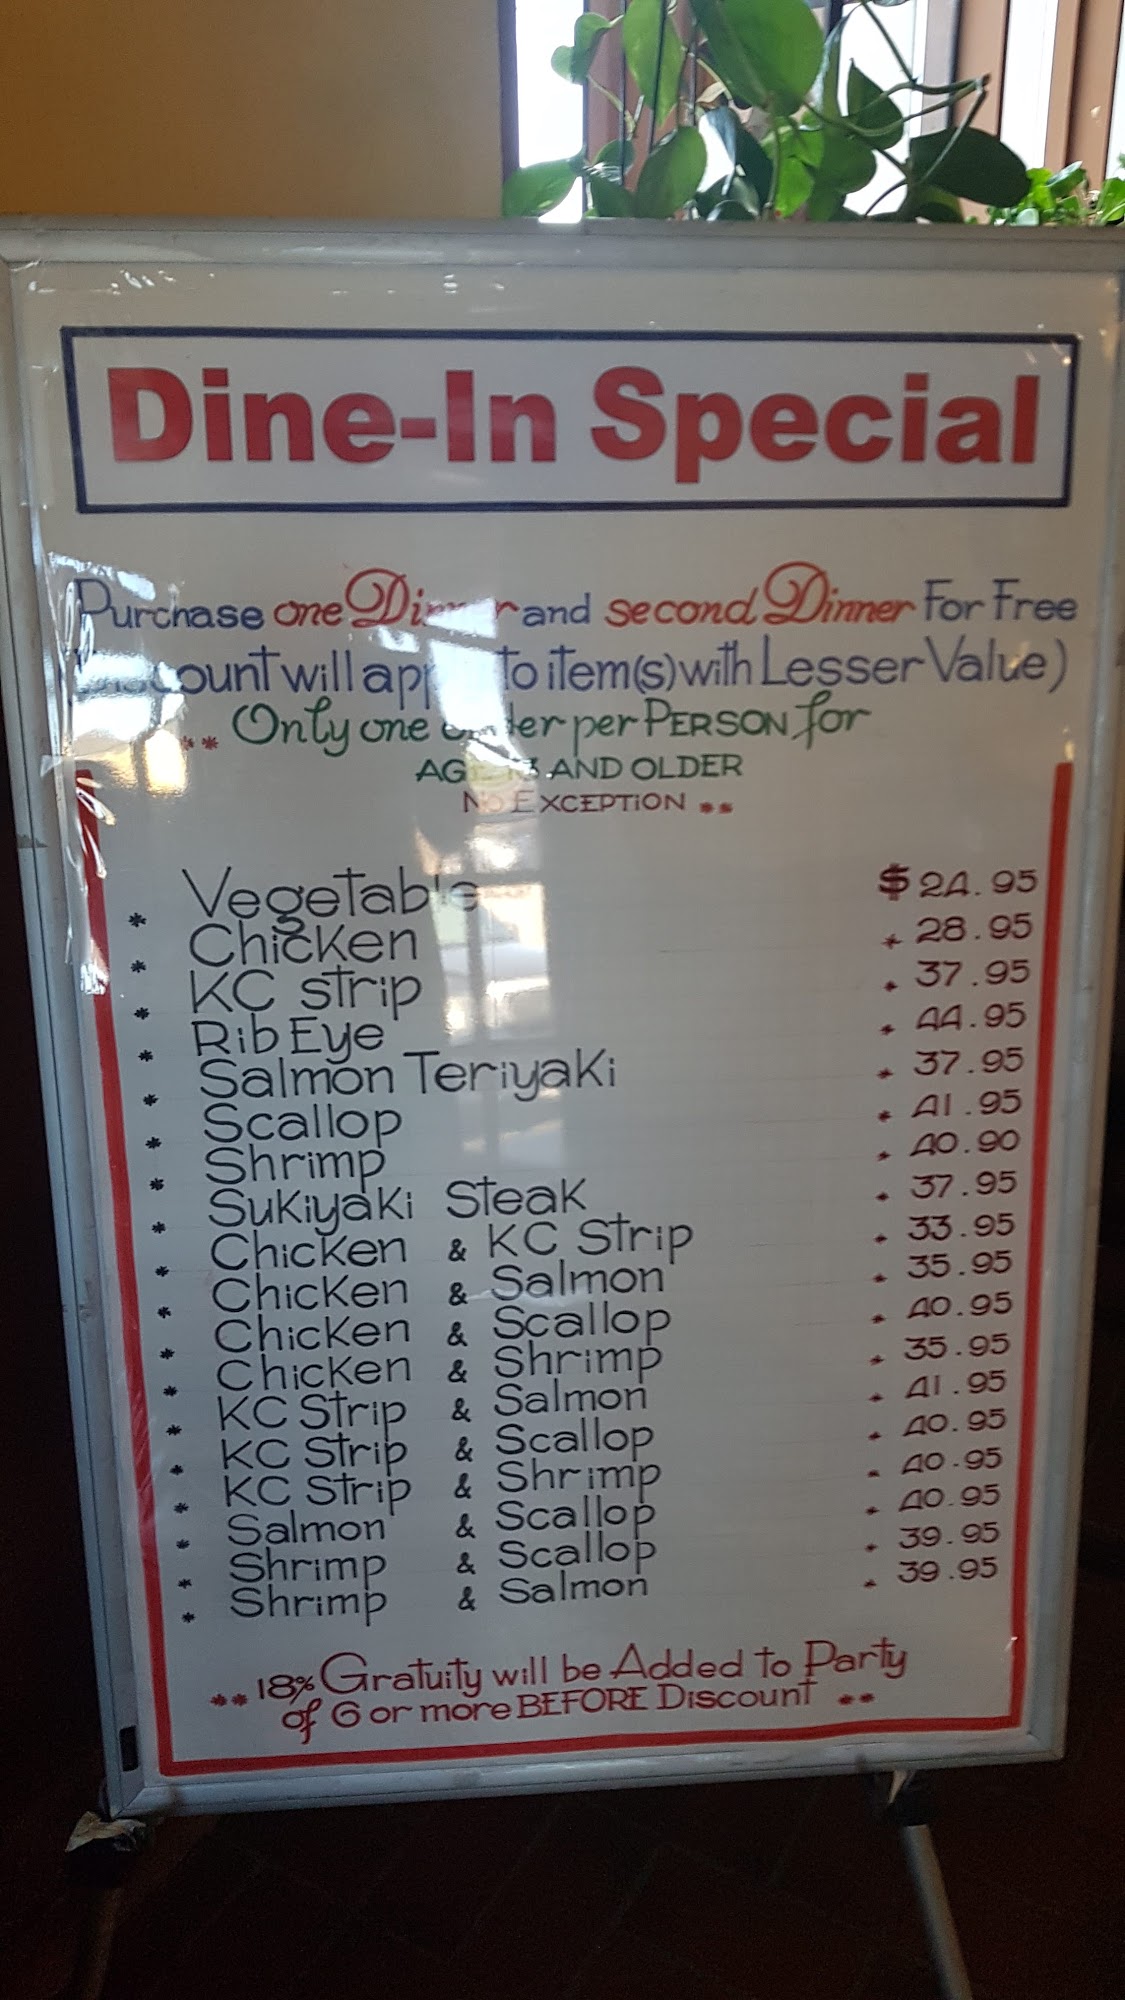 Dine-In Special
Purchase one Dinner and second Dinner For Free
Discount will apply to item(s) with Lesser Value)
** Only one order per PERSON for
AGE AND OLDER
No EXCEPTION **
* Vegetable $ 24.95
* Chicken * 28.95
* KC strip * 37.95
* Rib Eye * 44.95
* Salmon Teriyaki * 37.95
* Scallop * 41.95
* Shrimp * 40.90
* Sukiyaki Steak * 37.95
* Chicken & KC Strip * 33.95
* Chicken & Salmon * 35.95
* Chicken & Scallop * 40.95
* Chicken & Shrimp * 35.95
* KC Strip & Salmon * 41.95
* KC Strip & Scallop * 40.95
* KC Strip & Shrimp * 40.95
* Salmon & Scallop * 40.95
* Shrimp & Scallop * 39.95
* Shrimp & Salmon * 39.95
** 18% Gratuity will be Added to Party
of 6 or more BEFORE Discount **